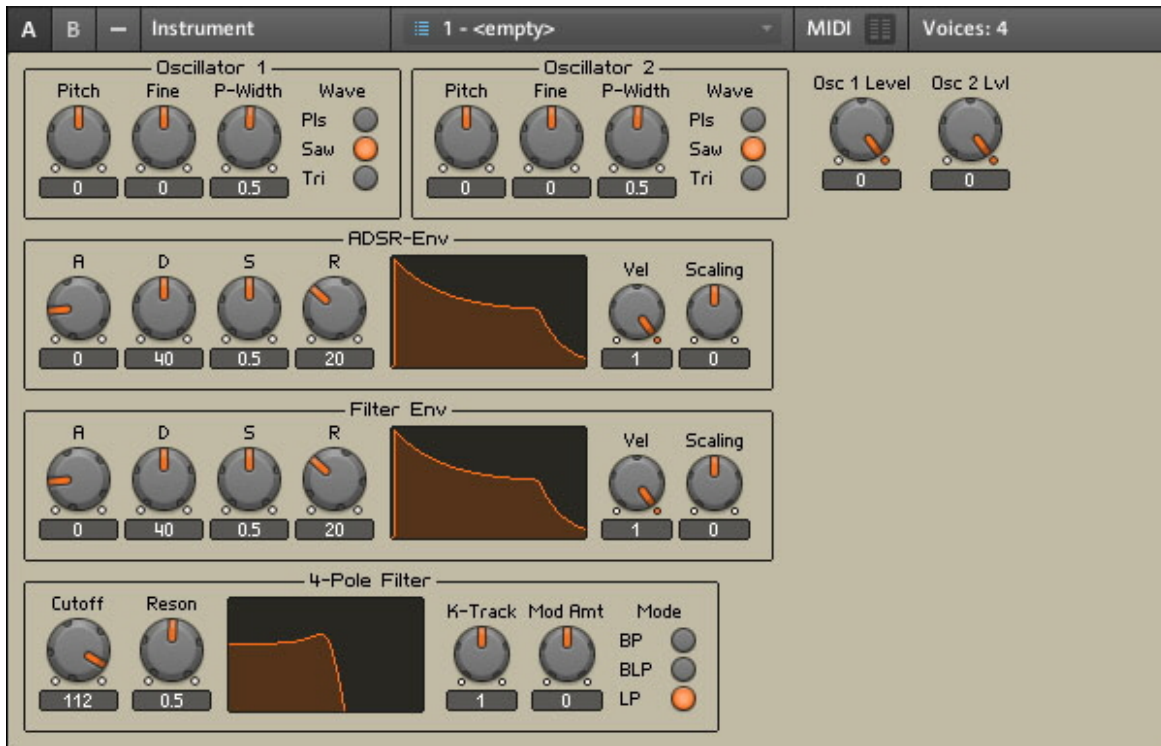 A B – Instrument 1 - <empty> MIDI Voices: 4
Oscillator 1 Oscillator 2
Pitch Fine P-Width Wave Pitch Fine P-Width Wave Osc 1 Level Osc 2 Lvl
Pls Pls
Saw Saw
Tri Tri
0 0 0.5 0 0 0.5 0 0
ADSR-Env
A D S R Vel Scaling
0 40 0.5 20 1 0
Filter Env
A D S R Vel Scaling
0 40 0.5 20 1 0
4-Pole Filter
Cutoff Reson K-Track Mod Amt Mode
BP
BLP
LP
112 0.5 1 0